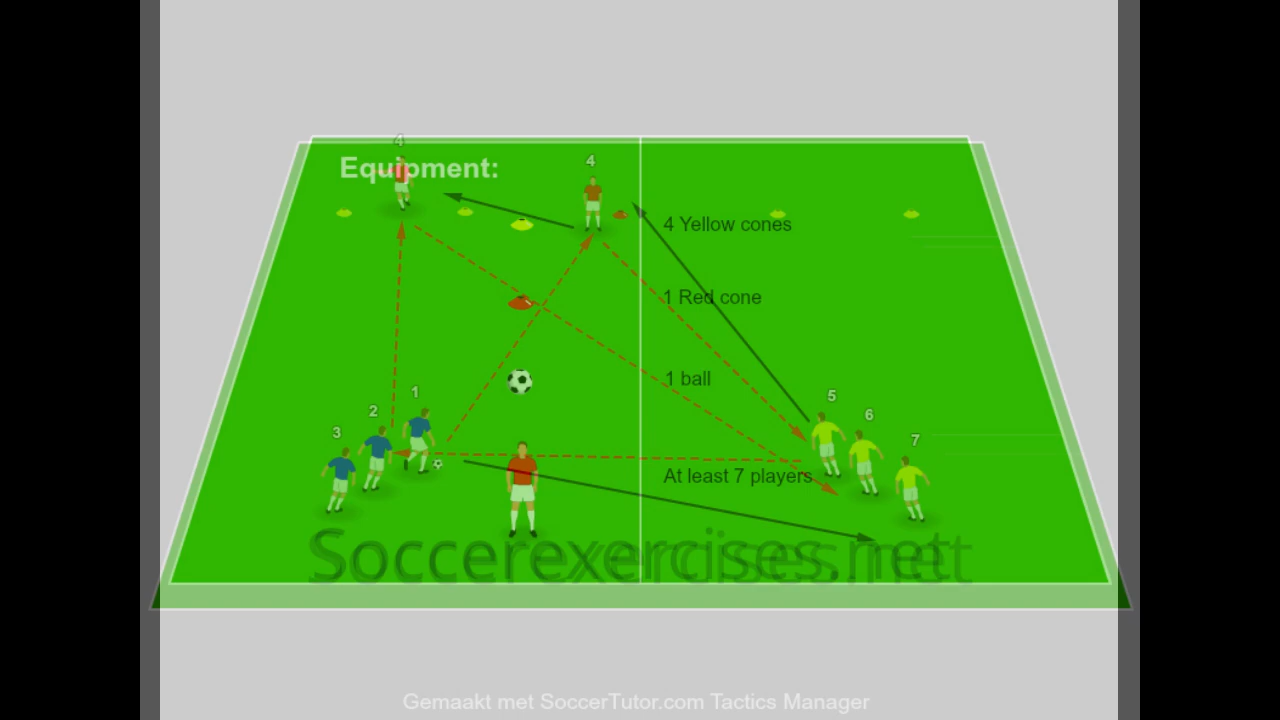 4
4
Equipment:
4 Yellow cones
1 Red cone
1 ball
1
2
3
5
6
7
At least 7 players
Soccerexercises.net
Gemaakt met SoccerTutor.com Tactics Manager